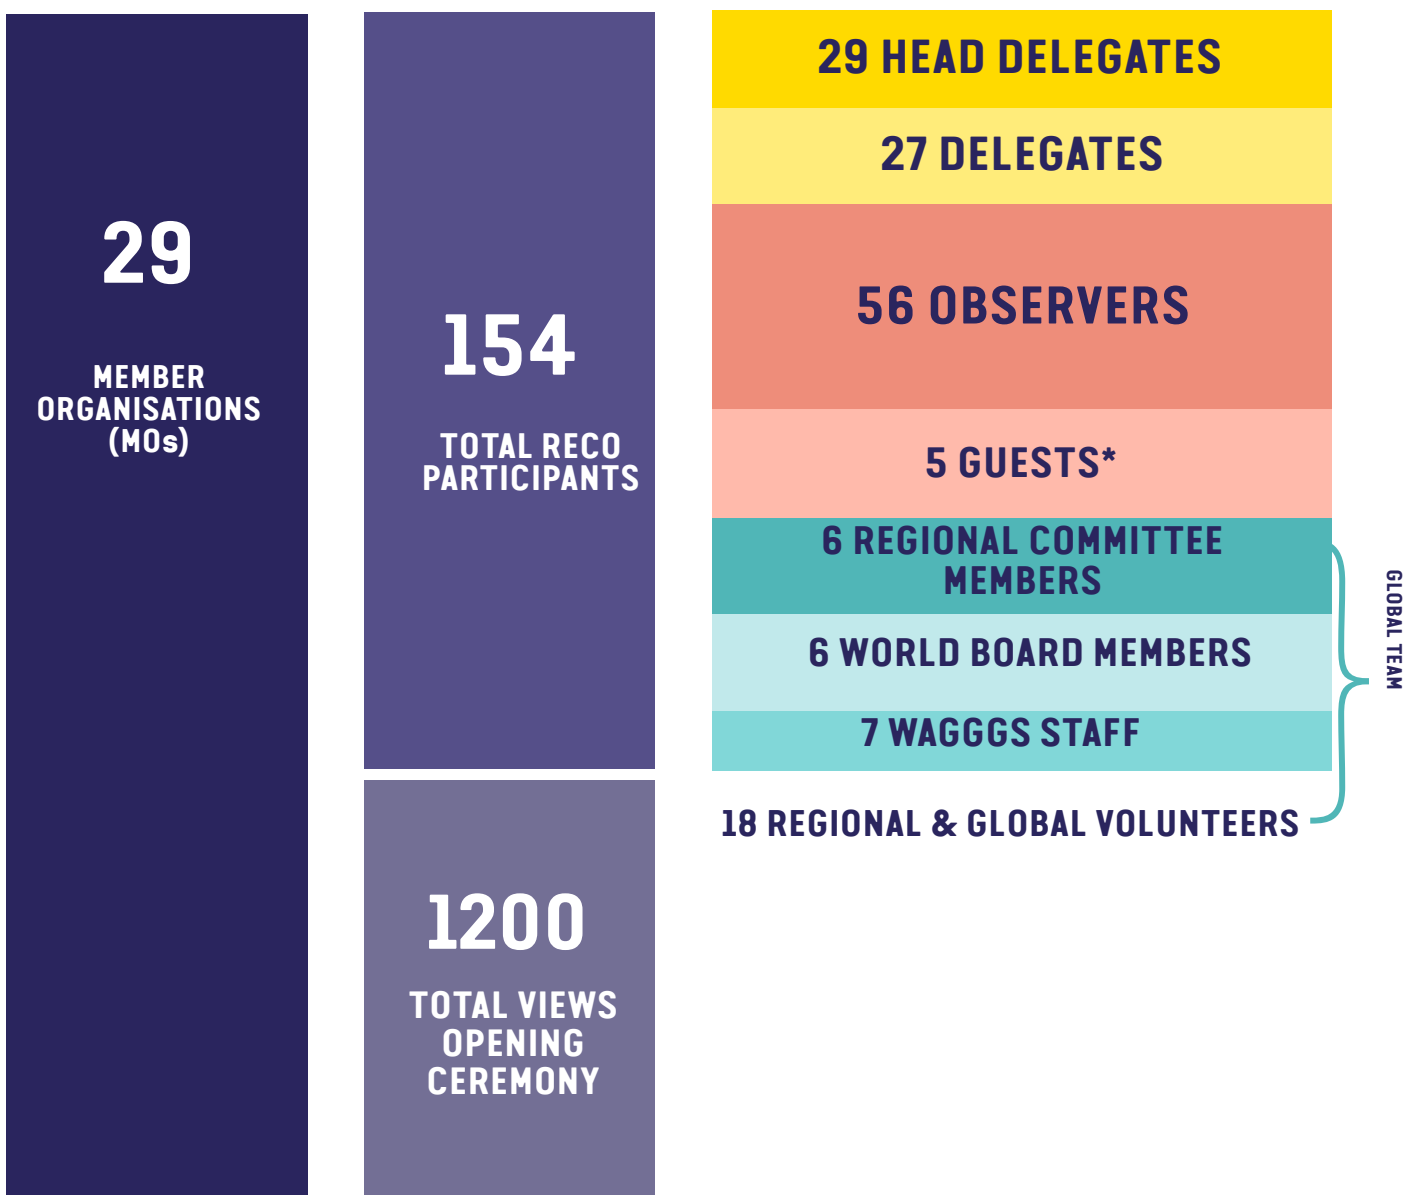 29
MEMBER
ORGANISATIONS
(MOs)
154
TOTAL RECO
PARTICIPANTS
1200
TOTAL VIEWS
OPENING
CEREMONY
29 HEAD DELEGATES
27 DELEGATES
56 OBSERVERS
5 GUESTS*
6 REGIONAL COMMITTEE
MEMBERS
6 WORLD BOARD MEMBERS
7 WAGGGS STAFF
18 REGIONAL & GLOBAL VOLUNTEERS
GLOBAL TEAM